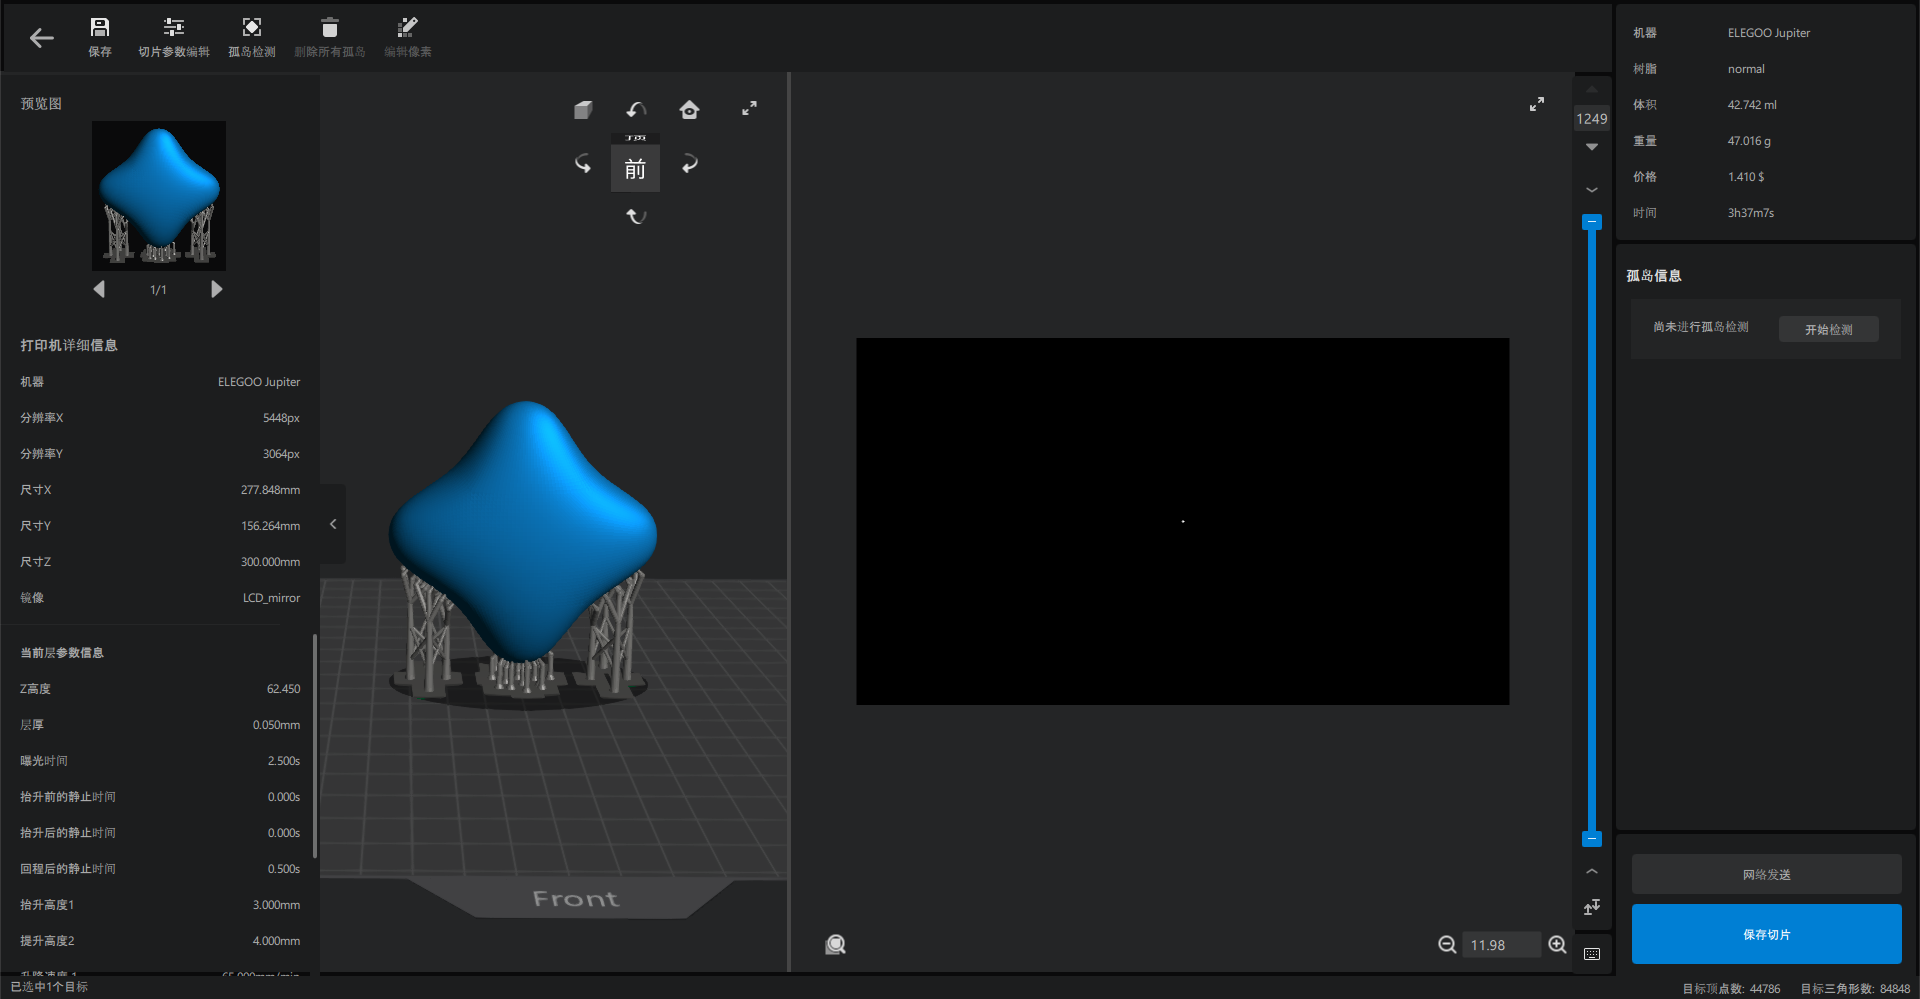 保存
切片参数编辑
孤岛检测
删除所有孤岛
编辑像素
预览图
1/1
打印机详细信息
机器 ELEGOO Jupiter
分辨率X 5448px
分辨率Y 3064px
尺寸X 277.848mm
尺寸Y 156.264mm
尺寸Z 300.000mm
镜像 LCD_mirror
当前层参数信息
Z高度 62.450
层厚 0.050mm
曝光时间 2.500s
抬升前的静止时间 0.000s
抬升后的静止时间 0.000s
回程后的静止时间 0.500s
抬升高度1 3.000mm
提升高度2 4.000mm
已选中1个目标
前
Front
1249
11.98
机器 ELEGOO Jupiter
树脂 normal
体积 42.742 ml
重量 47.016 g
价格 1.410 $
时间 3h37m7s
孤岛信息
尚未进行孤岛检测 开始检测
网络发送
保存切片
目标顶点数: 44786 目标三角形数: 84848